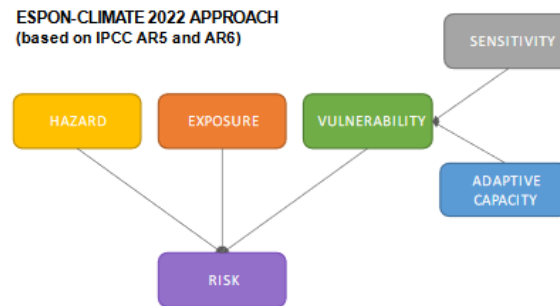 ESPON-CLIMATE 2022 APPROACH
(based on IPCC AR5 and AR6)
SENSITIVITY
HAZARD
EXPOSURE
VULNERABILITY
ADAPTIVE
CAPACITY
RISK